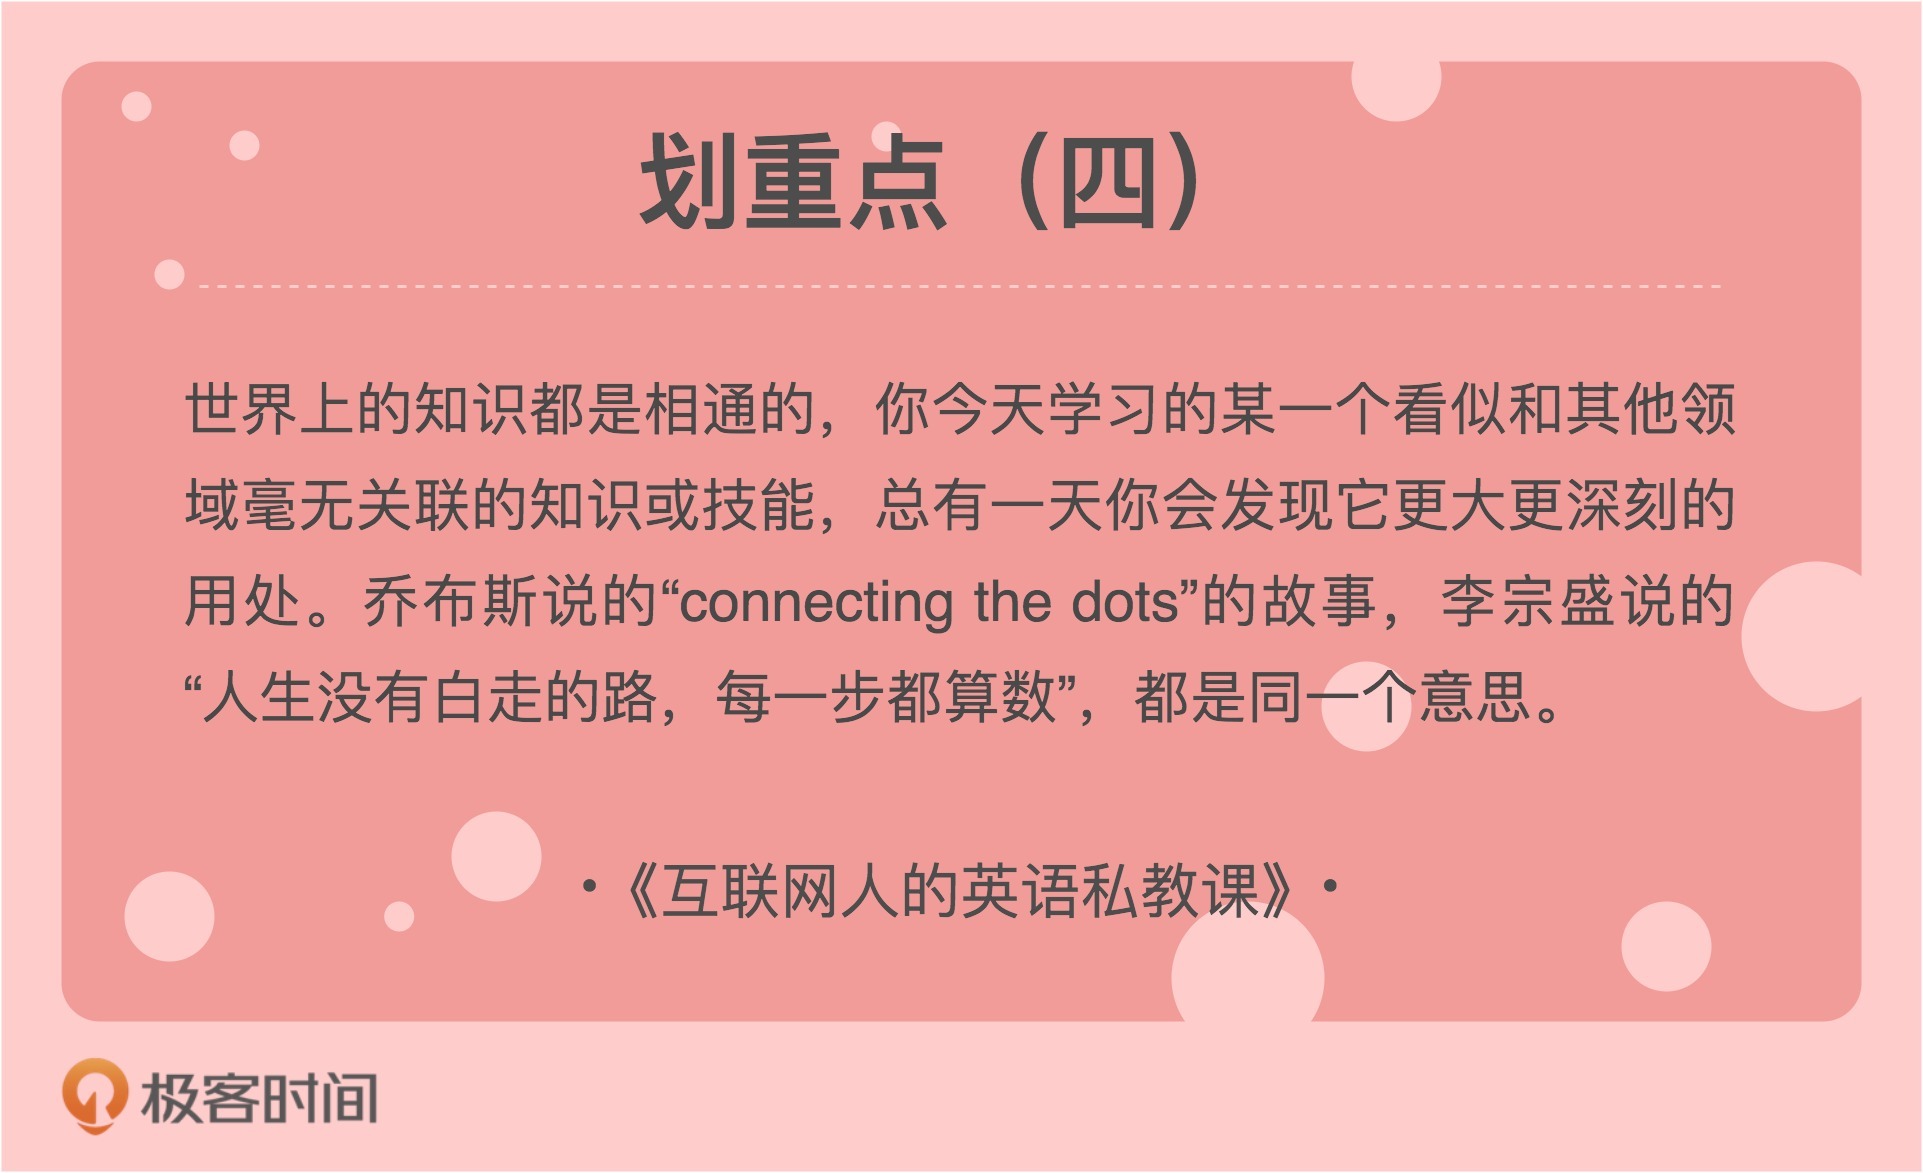 划重点（四）
世界上的知识都是相通的，你今天学习的某一个看似和其他领
域毫无关联的知识或技能，总有一天你会发现它更大更深刻的
用处。乔布斯说的“connecting the dots”的故事，李宗盛说的
“人生没有白走的路，每一步都算数”，都是同一个意思。
·《互联网人的英语私教课》·
极客时间